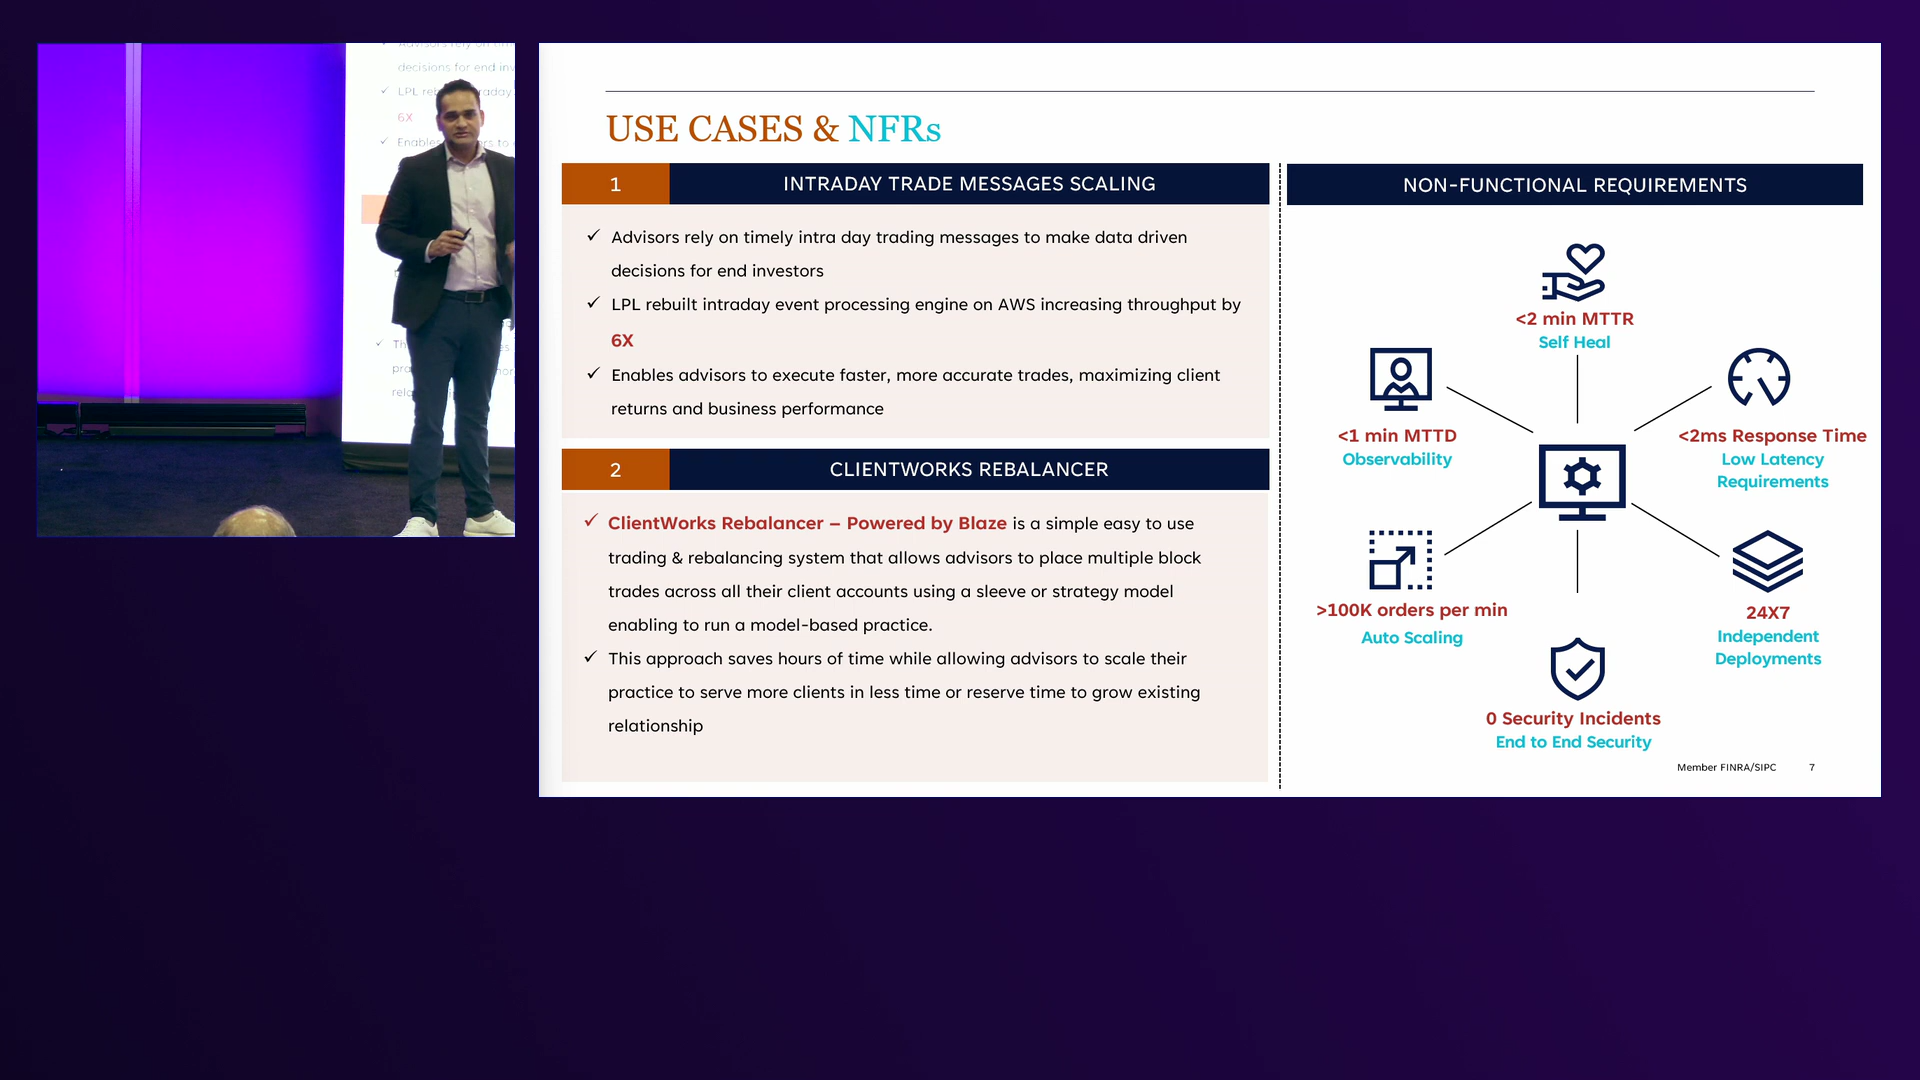 USE CASES & NFRs
1
INTRADAY TRADE MESSAGES SCALING
✓ Advisors rely on timely intra day trading messages to make data driven
decisions for end investors
✓ LPL rebuilt intraday event processing engine on AWS increasing throughput by
6X
✓ Enables advisors to execute faster, more accurate trades, maximizing client
returns and business performance
2
CLIENTWORKS REBALANCER
✓ ClientWorks Rebalancer – Powered by Blaze is a simple easy to use
trading & rebalancing system that allows advisors to place multiple block
trades across all their client accounts using a sleeve or strategy model
enabling to run a model-based practice.
✓ This approach saves hours of time while allowing advisors to scale their
practice to serve more clients in less time or reserve time to grow existing
relationship
NON-FUNCTIONAL REQUIREMENTS
<2 min MTTR
Self Heal
<1 min MTTD
Observability
<2ms Response Time
Low Latency
Requirements
>100K orders per min
Auto Scaling
24X7
Independent
Deployments
0 Security Incidents
End to End Security
Member FINRA/SIPC
7
decisions for end
LPL
6X